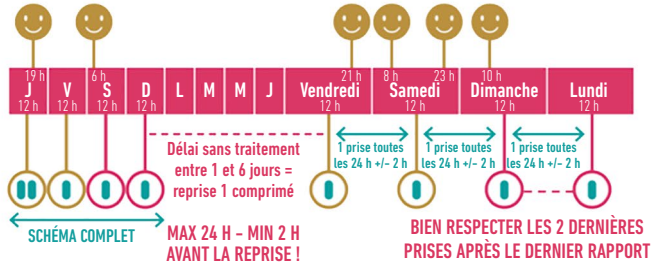 19 h
6 h
21 h
8 h
23 h
10 h
J
V
S
D
L
M
M
J
Vendredi
Samedi
Dimanche
Lundi
12 h
12 h
12 h
12 h
12 h
12 h
12 h
12 h
Délai sans traitement
entre 1 et 6 jours =
reprise 1 comprimé
1 prise toutes
les 24 h +/- 2 h
1 prise toutes
les 24 h +/- 2 h
1 prise toutes
les 24 h +/- 2 h
SCHÉMA COMPLET
MAX 24 H - MIN 2 H
AVANT LA REPRISE !
BIEN RESPECTER LES 2 DERNIÈRES
PRISES APRÈS LE DERNIER RAPPORT